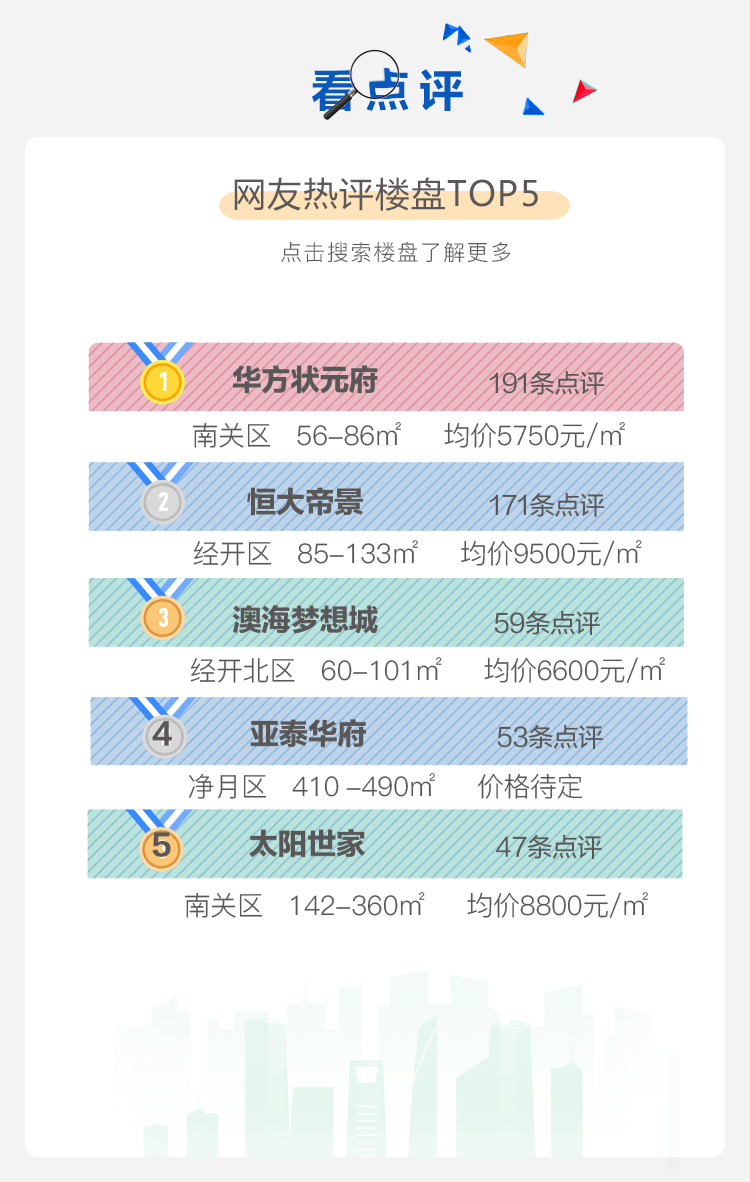 看点评
网友热评楼盘TOP5
点击搜索楼盘了解更多
1 华方状元府 191条点评
南关区 56-86㎡ 均价5750元/㎡
2 恒大帝景 171条点评
经开区 85-133㎡ 均价9500元/㎡
3 澳海梦想城 59条点评
经开北区 60-101㎡ 均价6600元/㎡
4 亚泰华府 53条点评
净月区 410-490㎡ 价格待定
5 太阳世家 47条点评
南关区 142-360㎡ 均价8800元/㎡